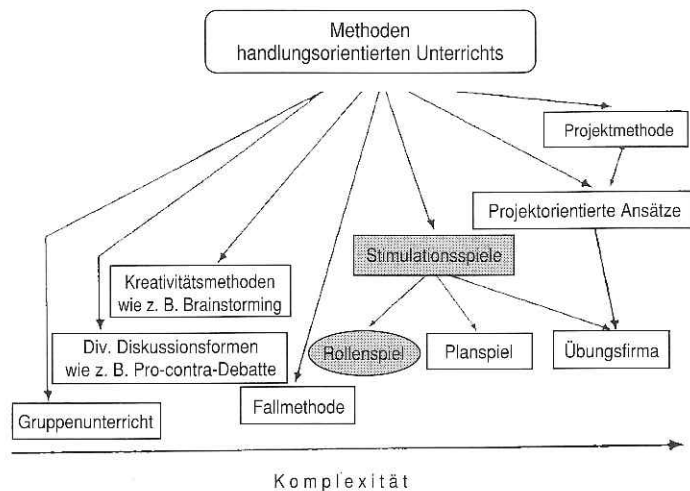 Methoden
handlungsorientierten Unterrichts
Projektmethode
Projektorientierte Ansätze
Stimulationsspiele
Kreativitätsmethoden
wie z. B. Brainstorming
Div. Diskussionsformen
wie z. B. Pro-contra-Debatte
Rollenspiel
Planspiel
Übungsfirma
Gruppenunterricht
Fallmethode
Komplexität